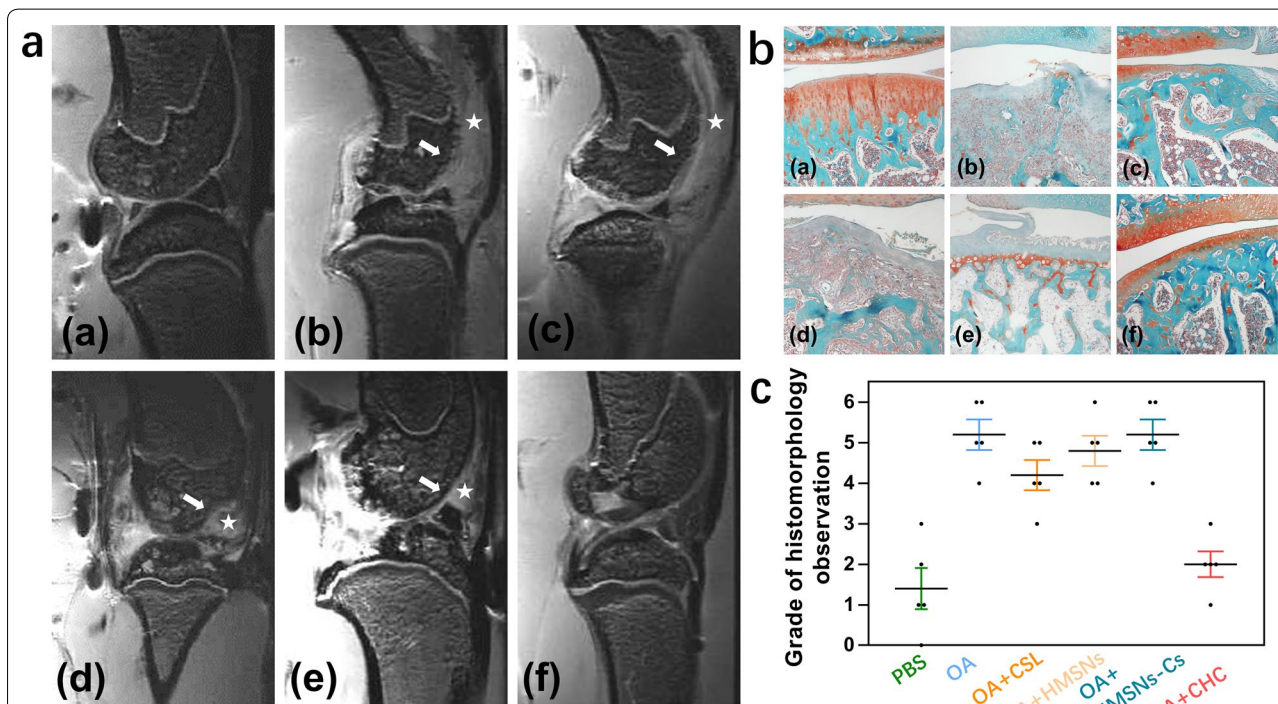 a
(a)
(b)
(c)
(d)
(e)
(f)
b
(a)
(b)
(c)
(d)
(e)
(f)
c
Grade of histomorphology
observation
6
5
4
3
2
1
0
PBS
OA
OA+CSL
+HMSNs
OA+
MSNs-Cs
+CHC